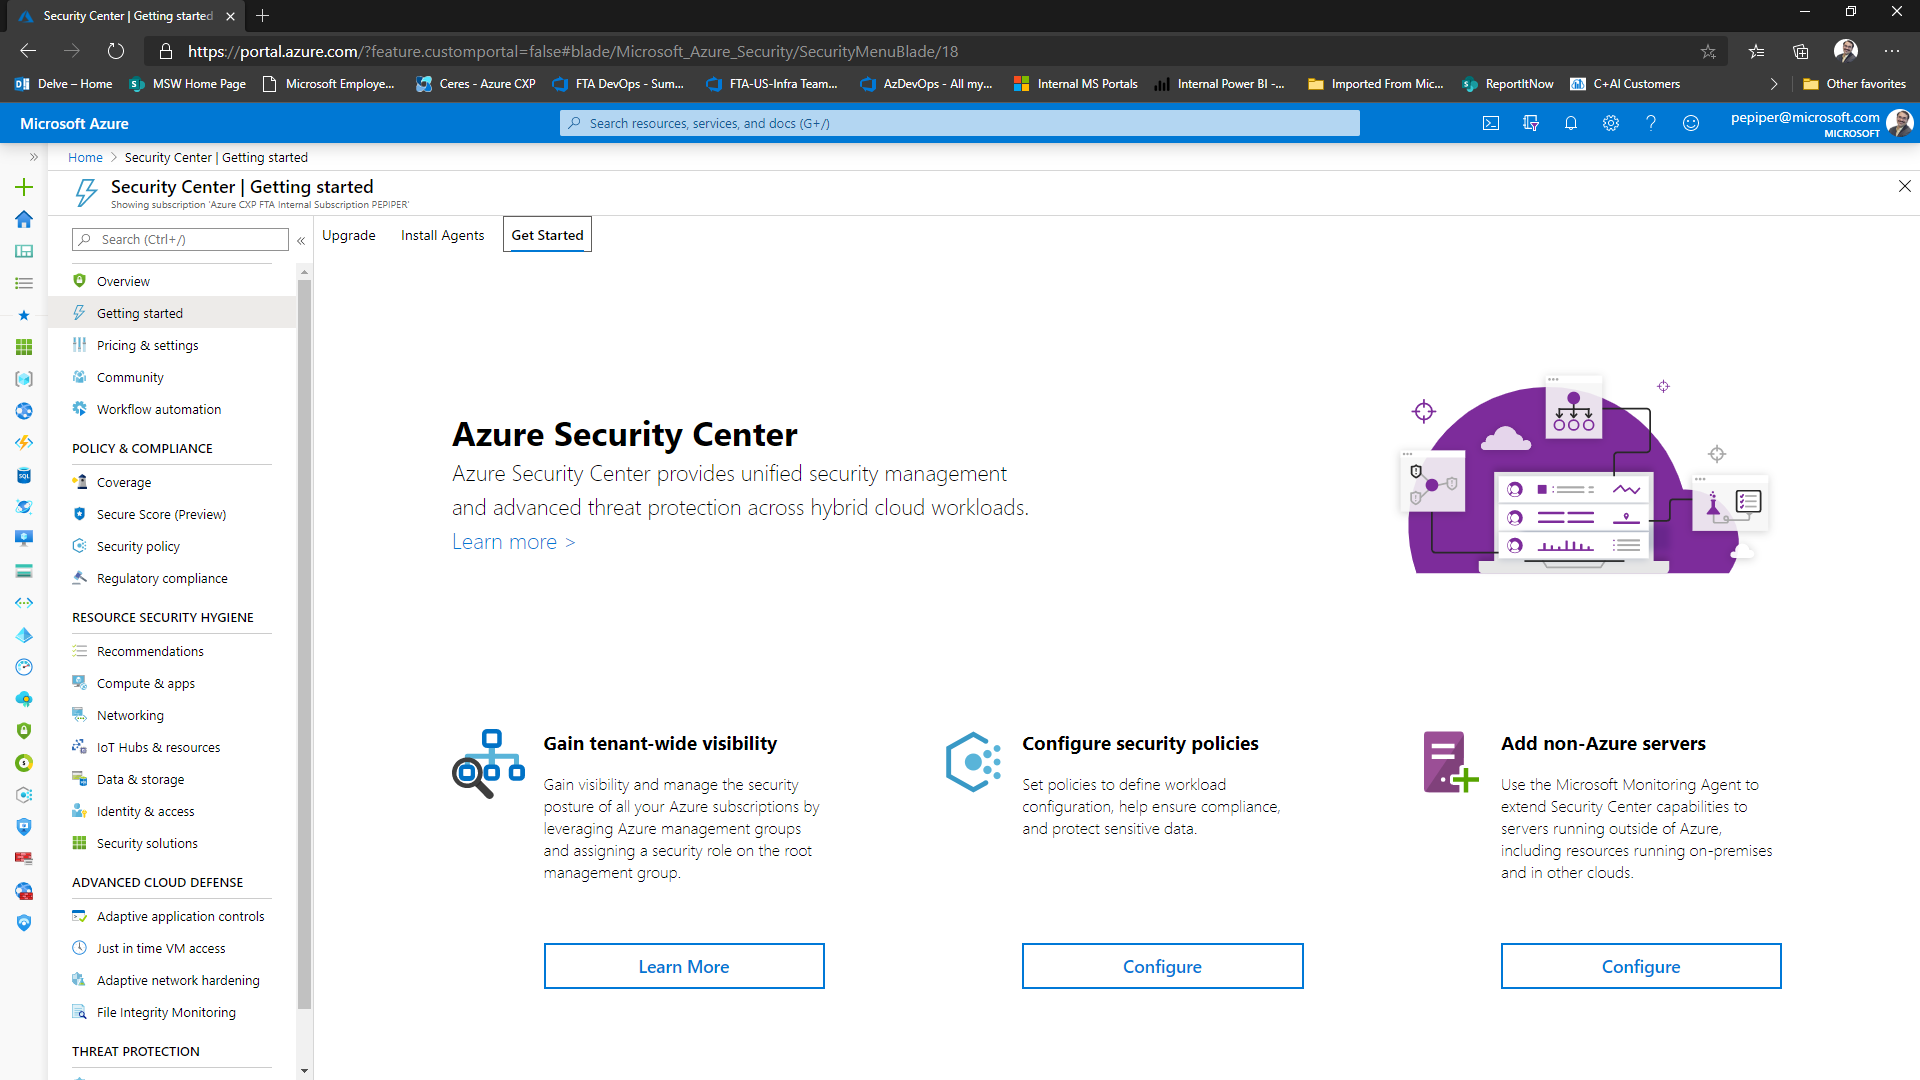 Security Center | Getting started
https://portal.azure.com/?feature.customportal=false#blade/Microsoft_Azure_Security/SecurityMenuBlade/18
Delve – Home
MSW Home Page
Microsoft Employe...
Ceres - Azure CXP
FTA DevOps - Sum...
FTA-US-Infra Team...
AzDevOps - All my...
Internal MS Portals
Internal Power BI -...
Imported From Mic...
ReportItNow
C+AI Customers
Other favorites
Microsoft Azure
Search resources, services, and docs (G+/)
pepiper@microsoft.com
MICROSOFT
Home > Security Center | Getting started
Security Center | Getting started
Showing subscription 'Azure CXP FTA Internal Subscription PEPIPER'
Search (Ctrl+/)
Overview
Getting started
Pricing & settings
Community
Workflow automation
POLICY & COMPLIANCE
Coverage
Secure Score (Preview)
Security policy
Regulatory compliance
RESOURCE SECURITY HYGIENE
Recommendations
Compute & apps
Networking
IoT Hubs & resources
Data & storage
Identity & access
Security solutions
ADVANCED CLOUD DEFENSE
Adaptive application controls
Just in time VM access
Adaptive network hardening
File Integrity Monitoring
THREAT PROTECTION
Upgrade
Install Agents
Get Started
Azure Security Center
Azure Security Center provides unified security management
and advanced threat protection across hybrid cloud workloads.
Learn more >
Gain tenant-wide visibility
Gain visibility and manage the security
posture of all your Azure subscriptions by
leveraging Azure management groups
and assigning a security role on the root
management group.
Learn More
Configure security policies
Set policies to define workload
configuration, help ensure compliance,
and protect sensitive data.
Configure
Add non-Azure servers
Use the Microsoft Monitoring Agent to
extend Security Center capabilities to
servers running outside of Azure,
including resources running on-premises
and in other clouds.
Configure